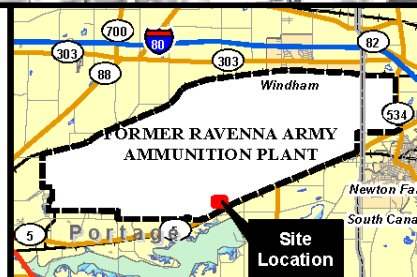 700
80
82
303
303
88
Windham
534
FORMER RAVENNA ARMY
AMMUNITION PLANT
Newton Fa
South Cana
5
Portage
5
Site
Location